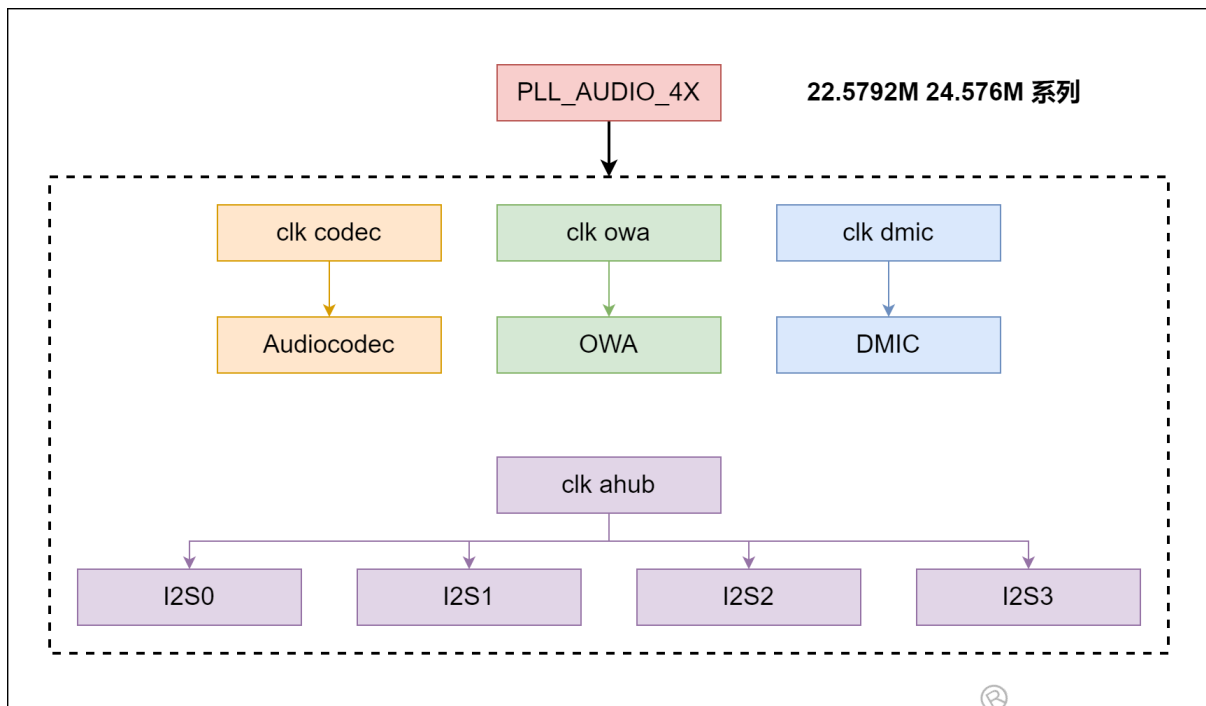 PLL_AUDIO_4X
22.5792M 24.576M 系列
clk codec
clk owa
clk dmic
Audiocodec
OWA
DMIC
clk ahub
I2S0
I2S1
I2S2
I2S3